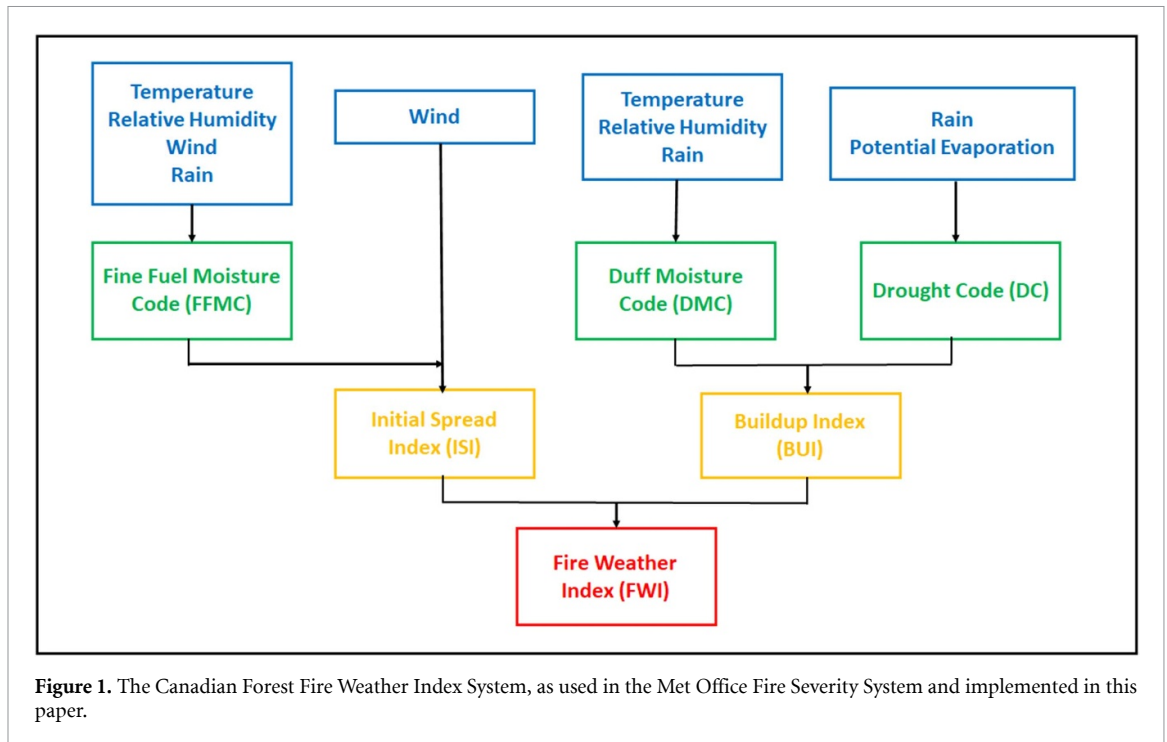 Temperature
Relative Humidity
Wind
Rain
Wind
Temperature
Relative Humidity
Rain
Rain
Potential Evaporation
Fine Fuel Moisture
Code (FFMC)
Duff Moisture
Code (DMC)
Drought Code (DC)
Initial Spread
Index (ISI)
Buildup Index
(BUI)
Fire Weather
Index (FWI)
Figure 1. The Canadian Forest Fire Weather Index System, as used in the Met Office Fire Severity System and implemented in this
paper.